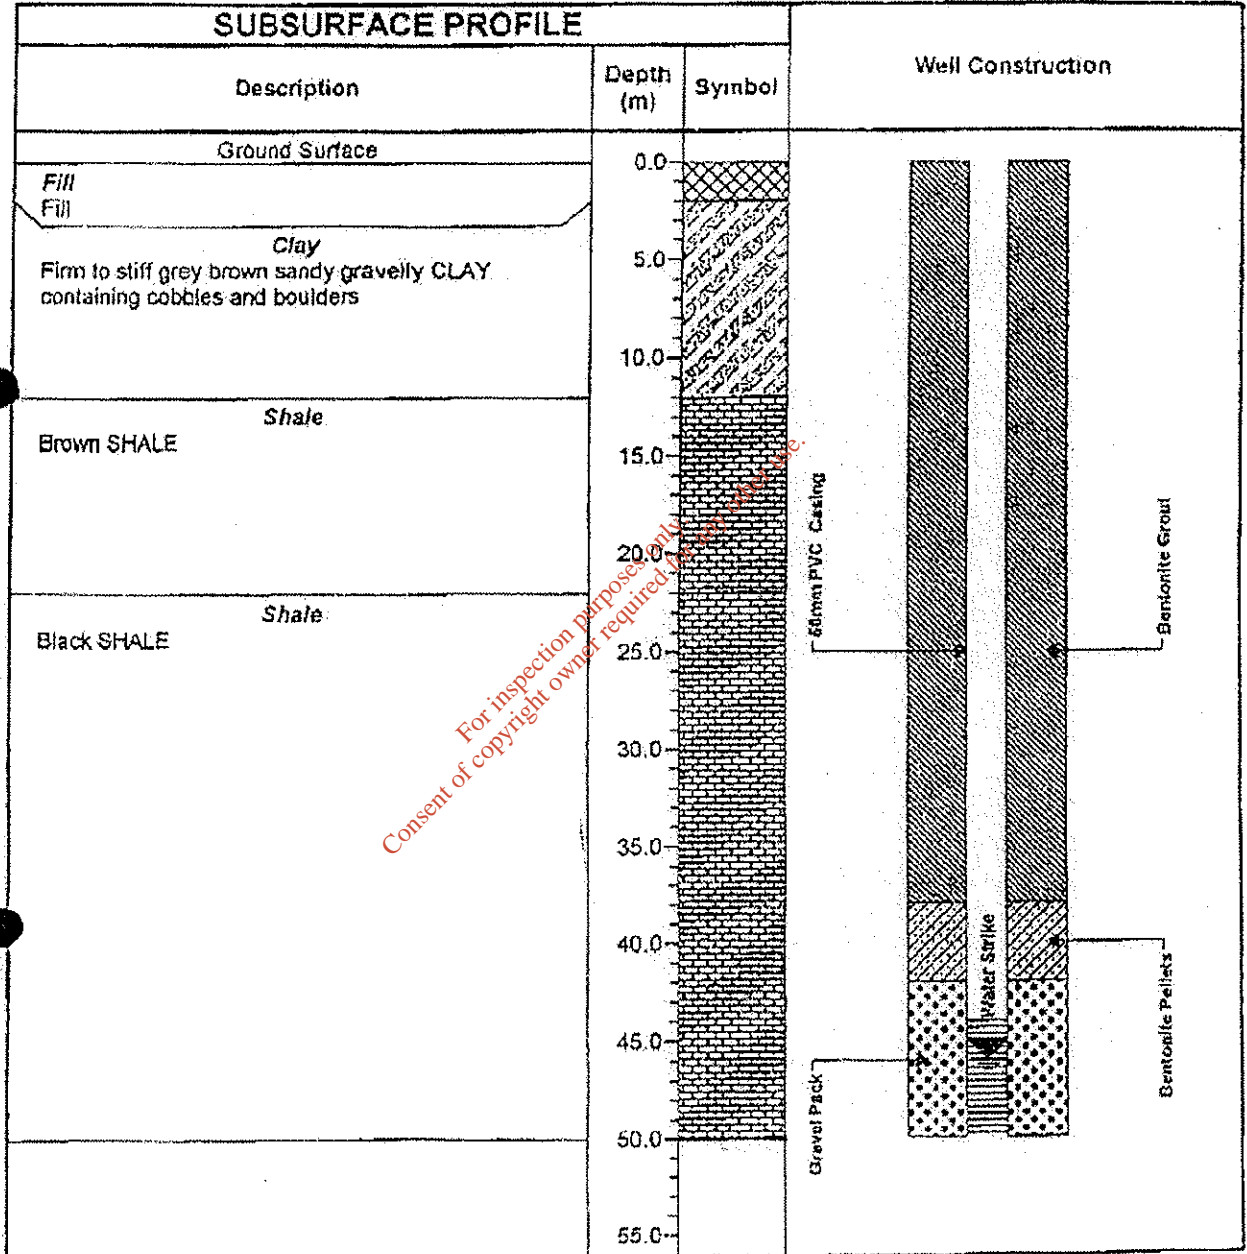 SUBSURFACE PROFILE
Description
Depth
(m)
Symbol
Well Construction
Ground Surface
Fill
Fill
Clay
Firm to stiff grey brown sandy gravelly CLAY
containing cobbles and boulders
Shale
Brown SHALE
Shale
Black SHALE
0.0
5.0
10.0
15.0
20.0
25.0
30.0
35.0
40.0
45.0
50.0
55.0
PVC Casing
Bentonite Grout
Water Strike
Bentonite Pellets
Gravel Pack
For inspection purposes only.
Consent of copyright owner required for any other use.